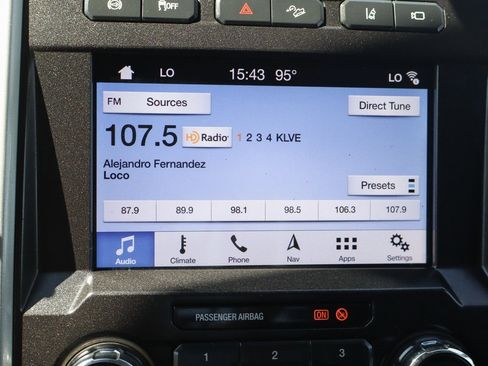 OFF
LO 15:43 95° LO
FM Sources Direct Tune
107.5 HD Radio 1 2 3 4 KLVE
Alejandro Fernandez
Loco
Presets
87.9 89.9 98.1 98.5 106.3 107.9
Audio Climate Phone Nav Apps Settings
PASSENGER AIRBAG ON
1 2 3